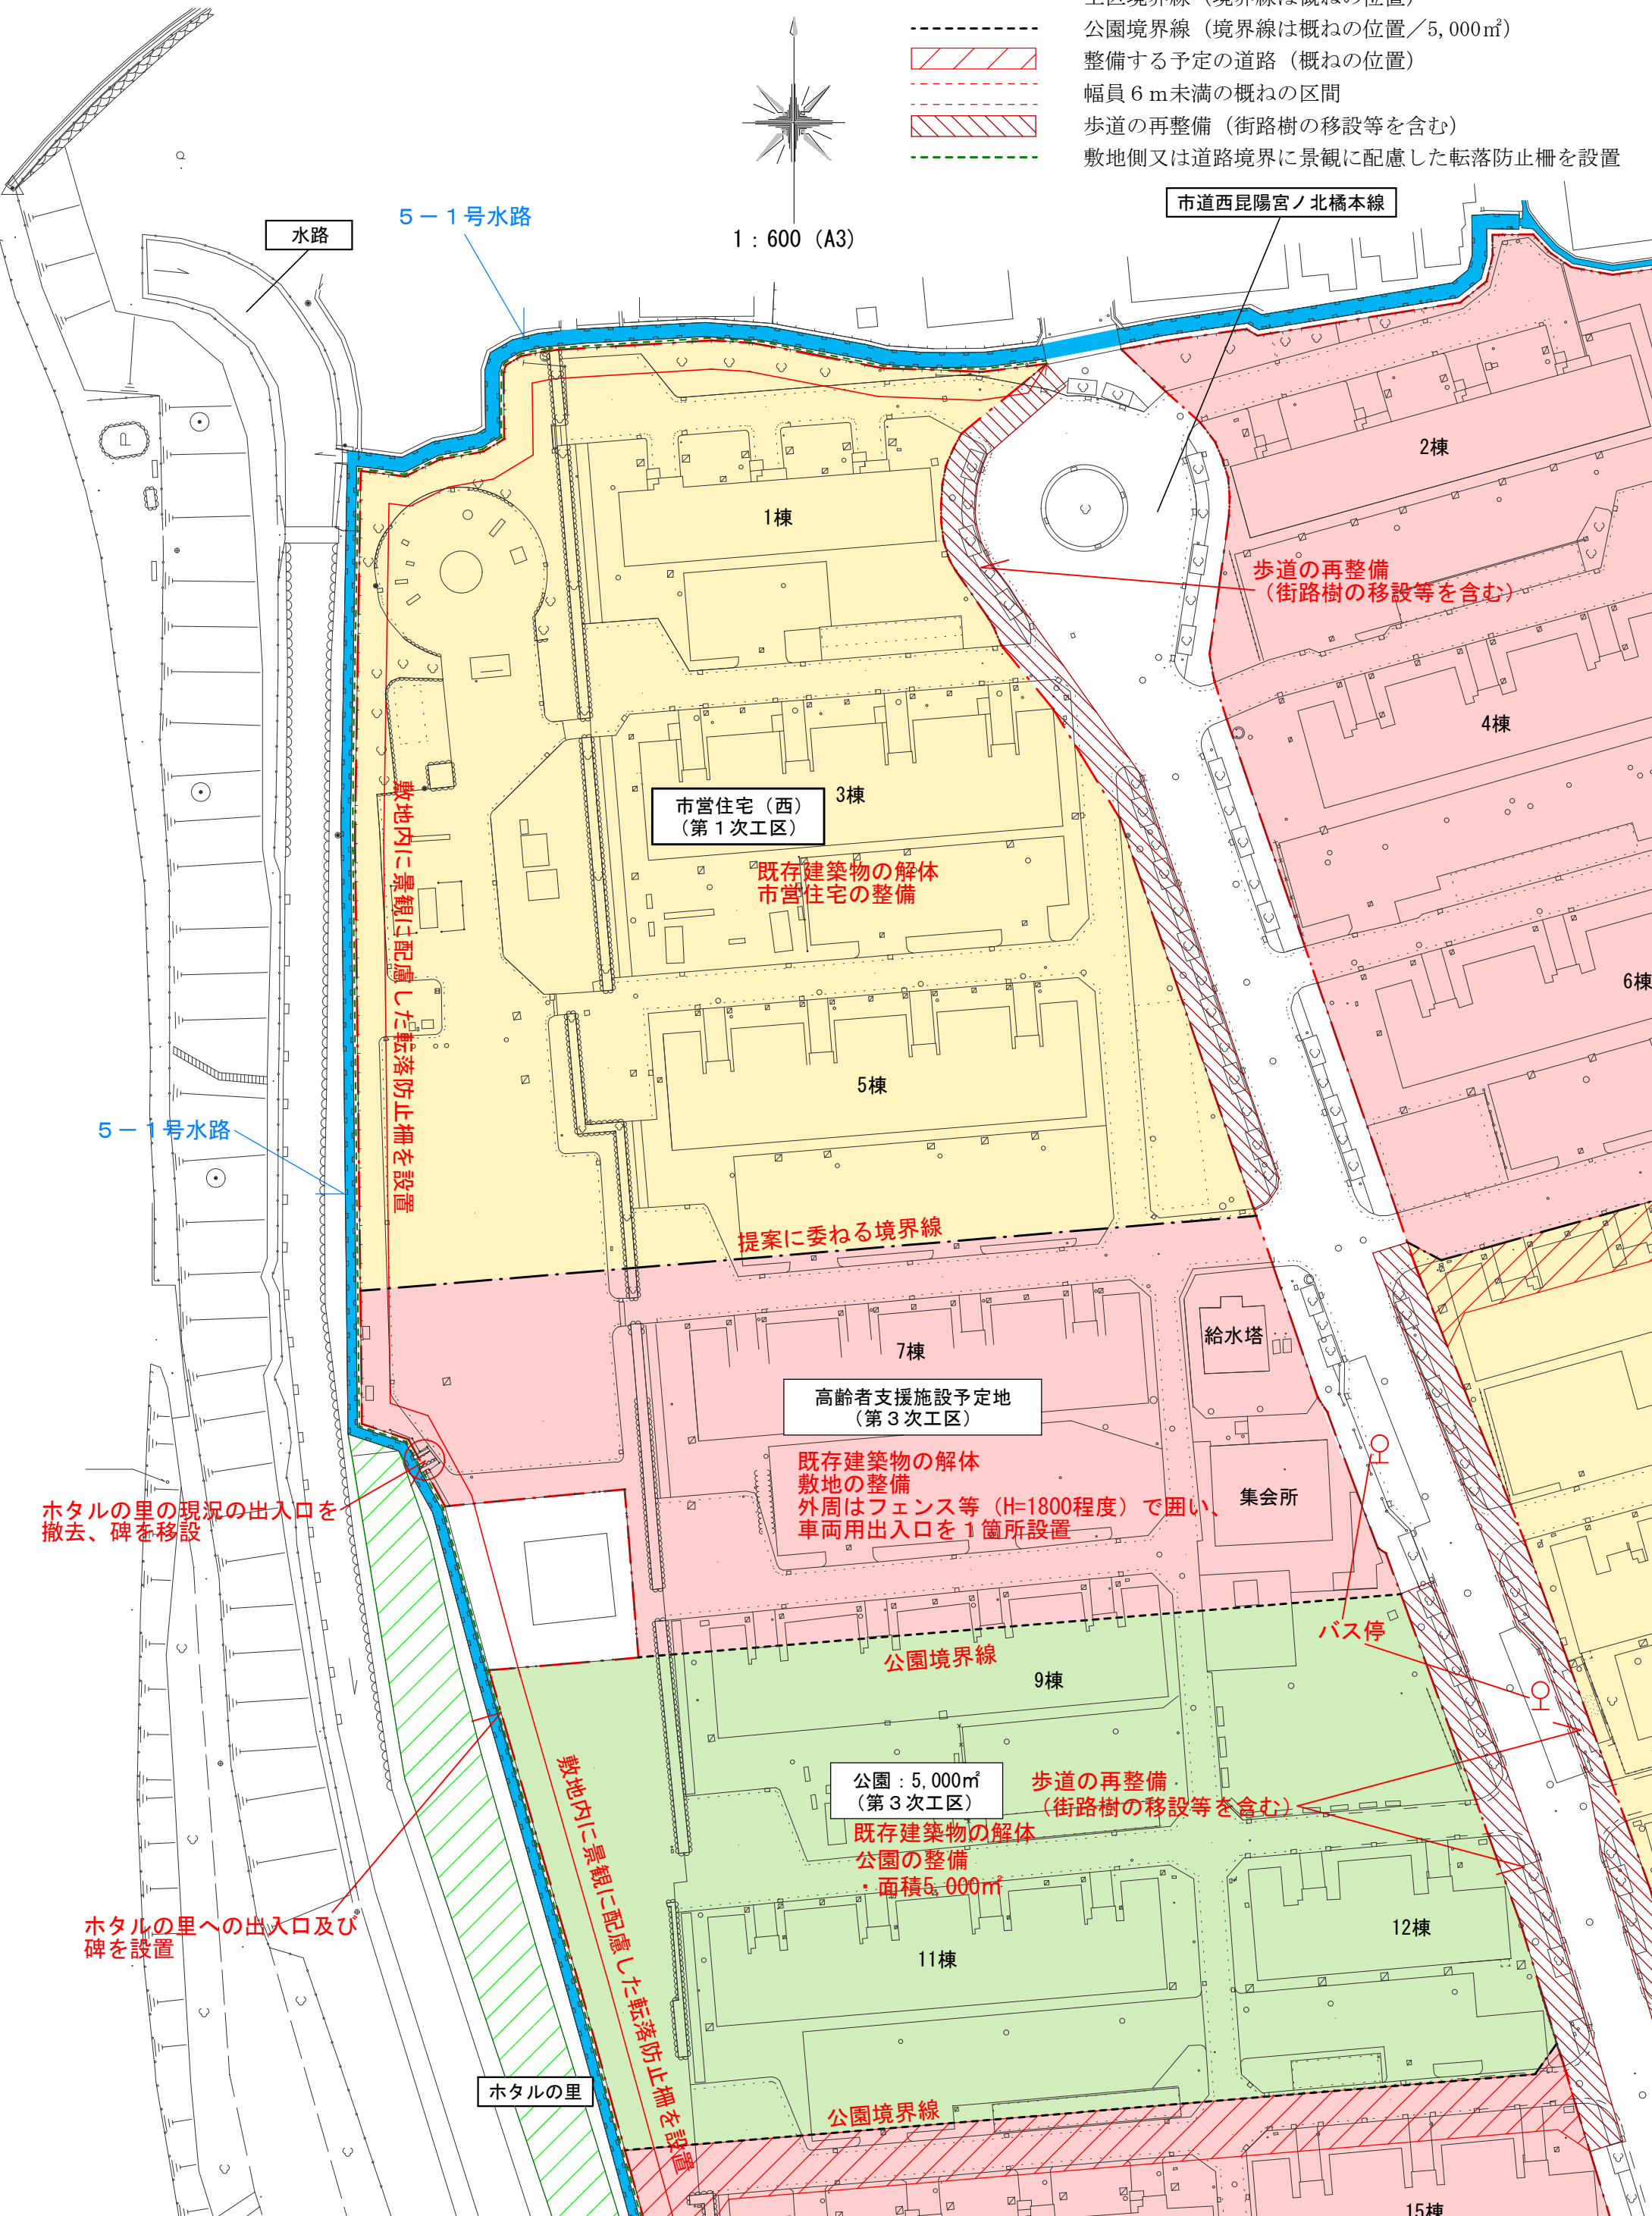 工区境界線（境界線は概ねの位置）
公園境界線（境界線は概ねの位置／5,000㎡）
整備する予定の道路（概ねの位置）
幅員６ｍ未満の概ねの区間
歩道の再整備（街路樹の移設等を含む）
敷地側又は道路境界に景観に配慮した転落防止柵を設置
市道西昆陽宮ノ北橋本線
５－１号水路
水路
1：600（A3）
2棟
1棟
歩道の再整備
（街路樹の移設等を含む）
4棟
市営住宅（西）
（第１次工区）
3棟
既存建築物の解体
市営住宅の整備
敷地内に景観に配慮した転落防止柵を設置
6棟
5棟
５－１号水路
提案に委ねる境界線
給水塔
7棟
高齢者支援施設予定地
（第３次工区）
既存建築物の解体
敷地の整備
外周はフェンス等（H=1800程度）で囲い、
車両用出入口を１箇所設置
集会所
ホタルの里の現況の出入口を
撤去、碑を移設
バス停
公園境界線
9棟
公園：5,000㎡
（第３次工区）
歩道の再整備
（街路樹の移設等を含む）
既存建築物の解体
公園の整備
・面積5,000㎡
敷地内に景観に配慮した転落防止柵を設置
ホタルの里への出入口及び
碑を設置
12棟
11棟
ホタルの里
公園境界線
15棟